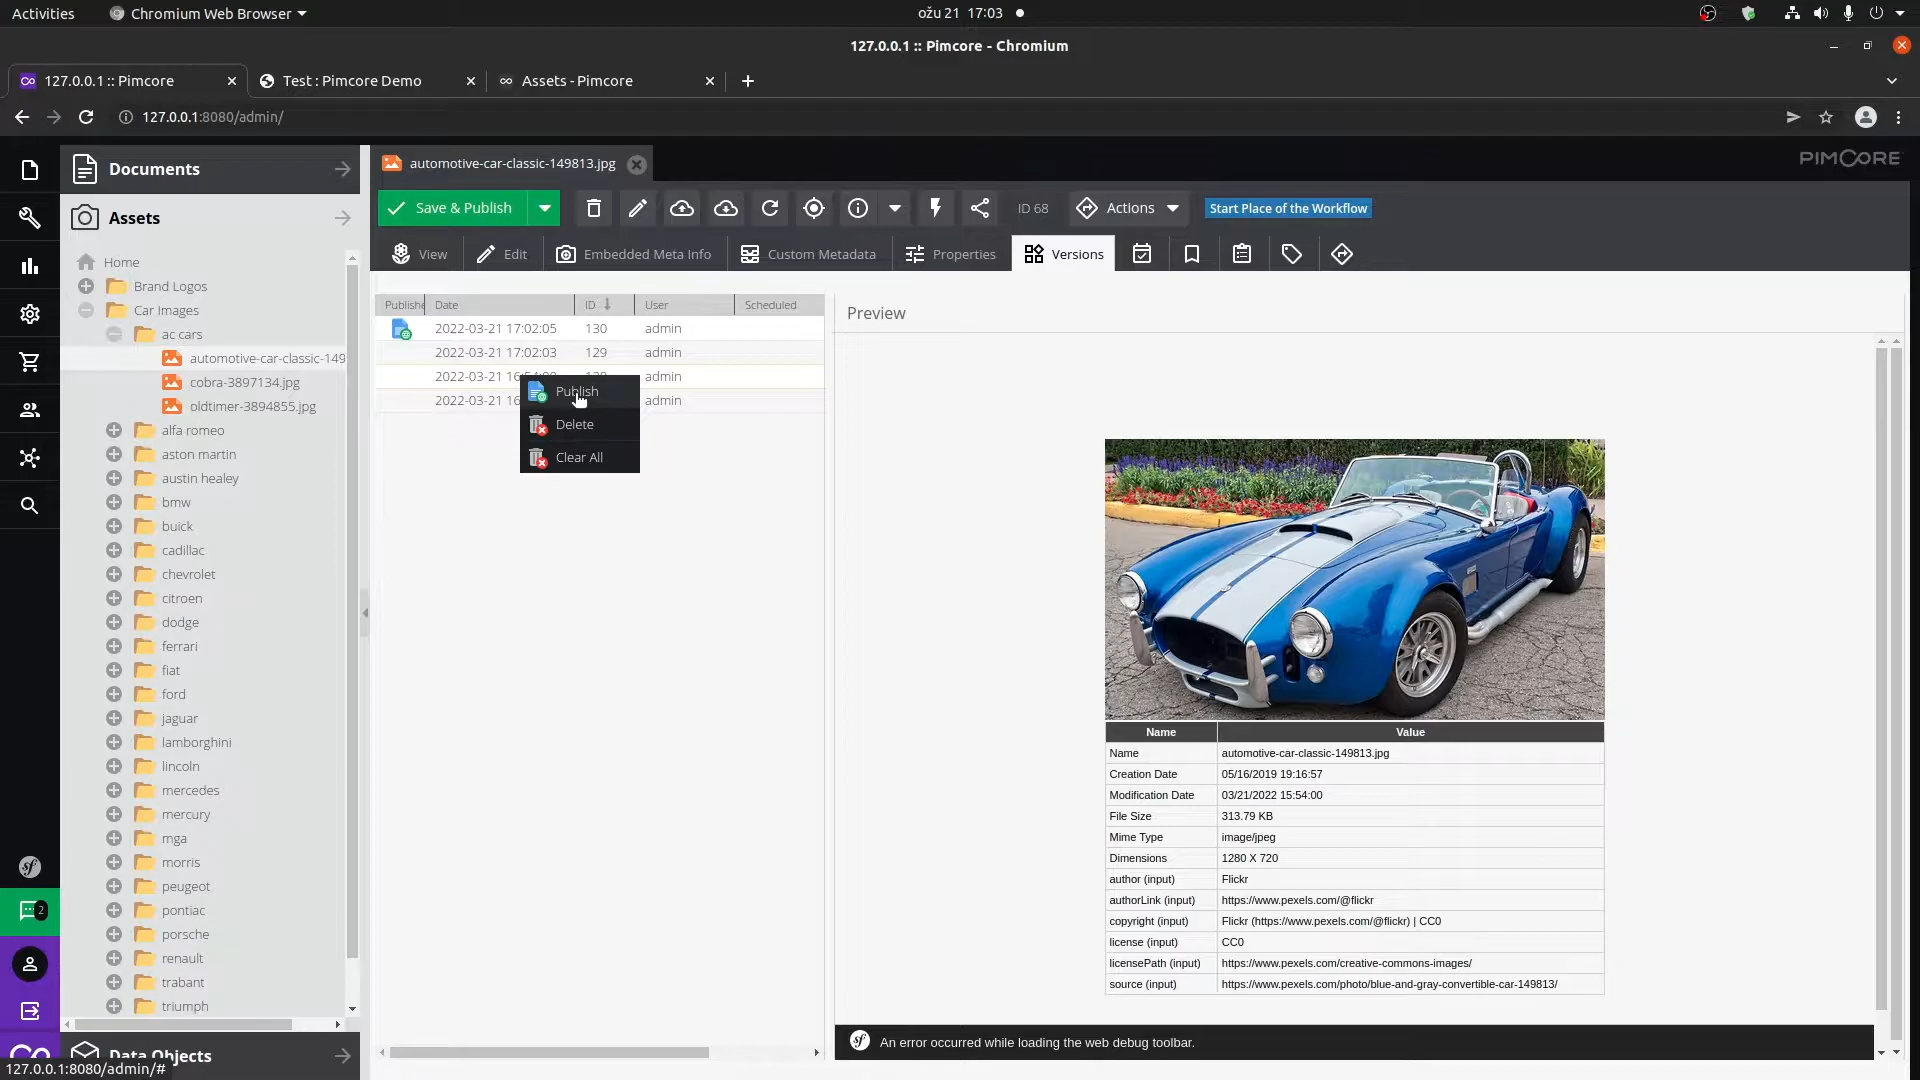 Activities
Chromium Web Browser
ožu 21 17:03
127.0.0.1 :: Pimcore - Chromium
127.0.0.1 :: Pimcore
Test : Pimcore Demo
Assets - Pimcore
127.0.0.1:8080/admin/
Documents
automotive-car-classic-149813.jpg
PIMCORE
Assets
Save & Publish
ID 68
Actions
Start Place of the Workflow
View
Edit
Embedded Meta Info
Custom Metadata
Properties
Versions
Home
Brand Logos
Car Images
ac cars
automotive-car-classic-149
cobra-3897134.jpg
oldtimer-3894855.jpg
alfa romeo
aston martin
austin healey
bmw
buick
cadillac
chevrolet
citroen
dodge
ferrari
fiat
ford
jaguar
lamborghini
lincoln
mercedes
mercury
mga
morris
peugeot
pontiac
porsche
renault
trabant
triumph
Data Objects
2
127.0.0.1:8080/admin/#
Publishe Date ID User Scheduled
2022-03-21 17:02:05 130 admin
2022-03-21 17:02:03 129 admin
2022-03-21 admin
2022-03-21 admin
Publish
Delete
Clear All
Preview
Name Value
Name automotive-car-classic-149813.jpg
Creation Date 05/16/2019 19:16:57
Modification Date 03/21/2022 15:54:00
File Size 313.79 KB
Mime Type image/jpeg
Dimensions 1280 X 720
author (input) Flickr
authorLink (input) https://www.pexels.com/@flickr
copyright (input) Flickr (https://www.pexels.com/@flickr) | CC0
license (input) CC0
licensePath (input) https://www.pexels.com/creative-commons-images/
source (input) https://www.pexels.com/photo/blue-and-gray-convertible-car-149813/
An error occurred while loading the web debug toolbar.